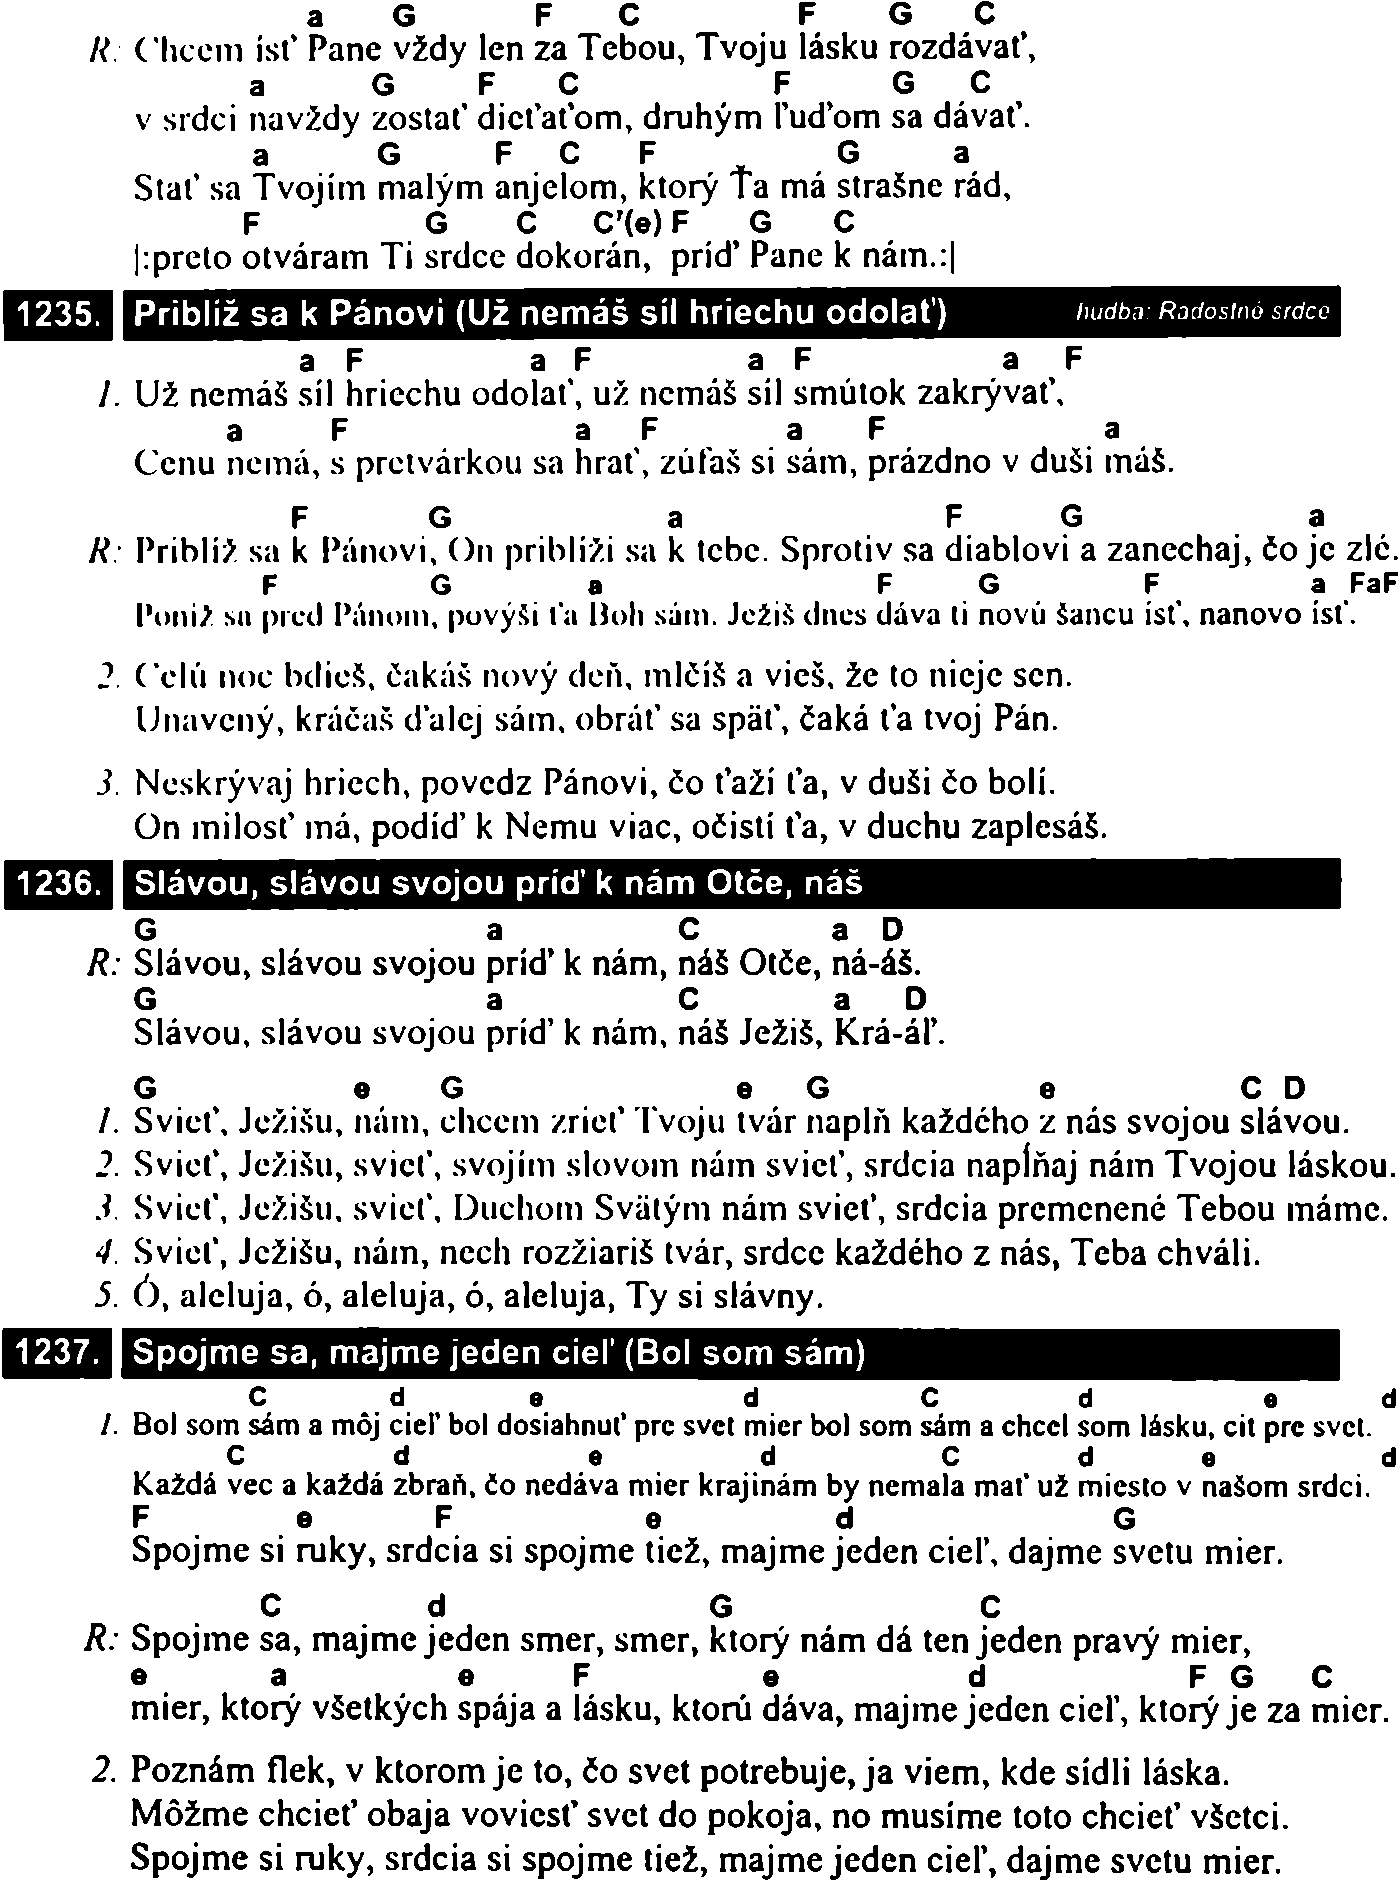 a G F C F G C
R: Chcem ísť Pane vždy len za Tebou, Tvoju lásku rozdávať,
a G F C F G C
v srdci navždy zostať dieťaťom, druhým ľuďom sa dávať.
a G F C F G a
Stať sa Tvojím malým anjelom, ktorý Ťa má strašne rád,
F G C C'(e) F G C
|:preto otváram Ti srdce dokorán, príď Pane k nám.:|
1235. Priblíž sa k Pánovi (Už nemáš síl hriechu odolať) hudba: Radostné srdce
a F a F a F a F
1. Už nemáš síl hriechu odolať, už nemáš síl smútok zakrývať,
a F a F a F a
Cenu nemá, s pretvárkou sa hrať, zúfaš si sám, prázdno v duši máš.
F G a F G a
R: Priblíž sa k Pánovi, On priblíži sa k tebe. Sprotiv sa diablovi a zanechaj, čo je zlé.
F G a F G F a FaF
Poníž sa pred Pánom, povýši ťa Boh sám. Ježiš dnes dáva ti novú šancu ísť, nanovo ísť.
2. Celú noc bdieš, čakáš nový deň, mlčíš a vieš, že to nieje sen.
Unavený, kráčaš ďalej sám, obráť sa späť, čaká ťa tvoj Pán.
3. Neskrývaj hriech, povedz Pánovi, čo ťaží ťa, v duši čo bolí.
On milosť má, podíď k Nemu viac, očistí ťa, v duchu zaplesáš.
1236. Slávou, slávou svojou príď k nám Otče, náš
G a C a D
R: Slávou, slávou svojou príď k nám, náš Otče, ná-áš.
G a C a D
Slávou, slávou svojou príď k nám, náš Ježiš, Krá-áľ.
G e G e G e C D
1. Svieť, Ježišu, nám, chcem zrieť Tvoju tvár naplň každého z nás svojou slávou.
2. Svieť, Ježišu, svieť, svojím slovom nám svieť, srdcia napĺňaj nám Tvojou láskou.
3. Svieť, Ježišu, svieť, Duchom Svätým nám svieť, srdcia premenené Tebou máme.
4. Svieť, Ježišu, nám, nech rozžiariš tvár, srdce každého z nás, Teba chváli.
5. Ó, aleluja, ó, aleluja, ó, aleluja, Ty si slávny.
1237. Spojme sa, majme jeden cieľ (Bol som sám)
C d e d C d e d
1. Bol som sám a môj cieľ bol dosiahnuť pre svet mier bol som sám a chcel som lásku, cit pre svet.
C d e d C d e d
Každá vec a každá zbraň, čo nedáva mier krajinám by nemala mať už miesto v našom srdci.
F e F e d G
Spojme si ruky, srdcia si spojme tiež, majme jeden cieľ, dajme svetu mier.
C d G C
R: Spojme sa, majme jeden smer, smer, ktorý nám dá ten jeden pravý mier,
e a e F e d F G C
mier, ktorý všetkých spája a lásku, ktorú dáva, majme jeden cieľ, ktorý je za mier.
2. Poznám flek, v ktorom je to, čo svet potrebuje, ja viem, kde sídli láska.
Môžme chcieť obaja voviesť svet do pokoja, no musíme toto chcieť všetci.
Spojme si ruky, srdcia si spojme tiež, majme jeden cieľ, dajme svetu mier.